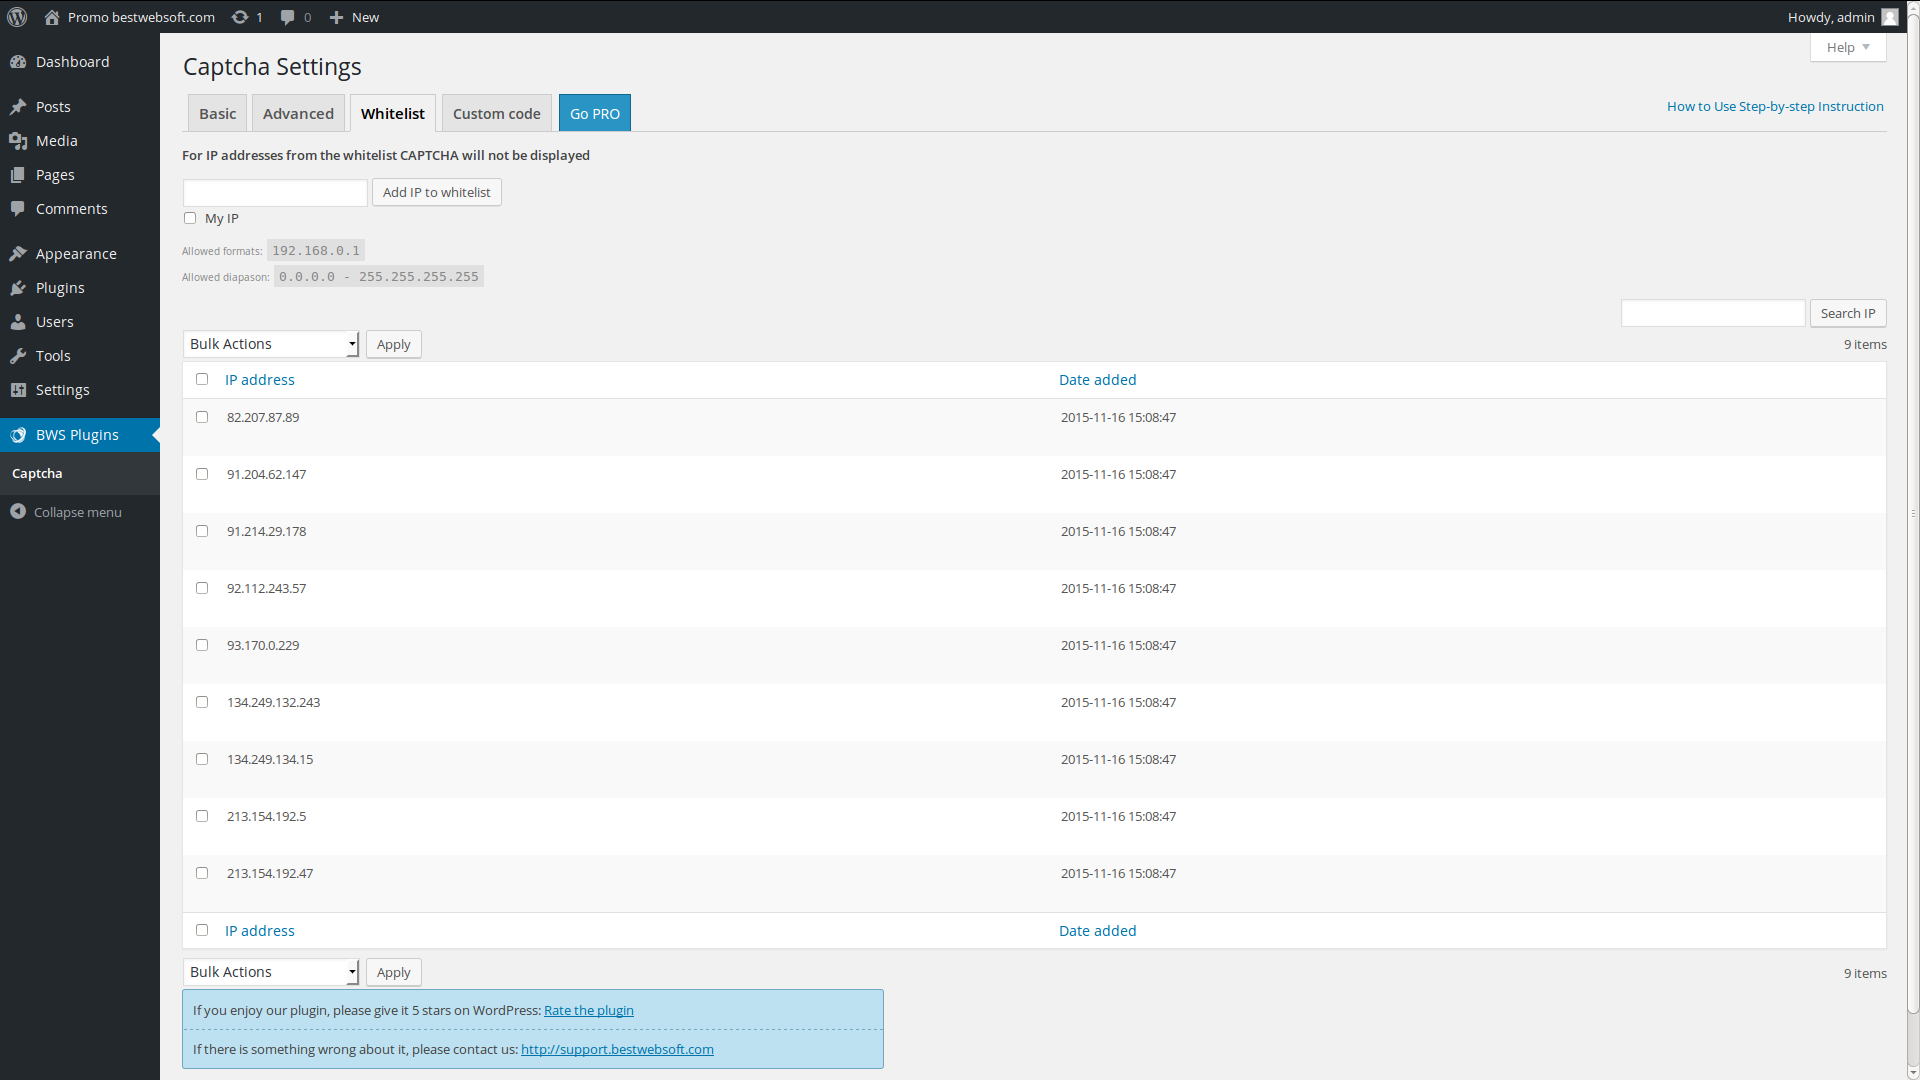 Promo bestwebsoft.com 1 0 New Howdy, admin
Help
Dashboard
Posts
Media
Pages
Comments
Appearance
Plugins
Users
Tools
Settings
BWS Plugins
Captcha
Collapse menu
Captcha Settings
Basic Advanced Whitelist Custom code Go PRO
How to Use Step-by-step Instruction
For IP addresses from the whitelist CAPTCHA will not be displayed
Add IP to whitelist
My IP
Allowed formats: 192.168.0.1
Allowed diapason: 0.0.0.0 - 255.255.255.255
Search IP
Bulk Actions Apply 9 items
IP address Date added
82.207.87.89 2015-11-16 15:08:47
91.204.62.147 2015-11-16 15:08:47
91.214.29.178 2015-11-16 15:08:47
92.112.243.57 2015-11-16 15:08:47
93.170.0.229 2015-11-16 15:08:47
134.249.132.243 2015-11-16 15:08:47
134.249.134.15 2015-11-16 15:08:47
213.154.192.5 2015-11-16 15:08:47
213.154.192.47 2015-11-16 15:08:47
IP address Date added
Bulk Actions Apply 9 items
If you enjoy our plugin, please give it 5 stars on WordPress: Rate the plugin
If there is something wrong about it, please contact us: http://support.bestwebsoft.com